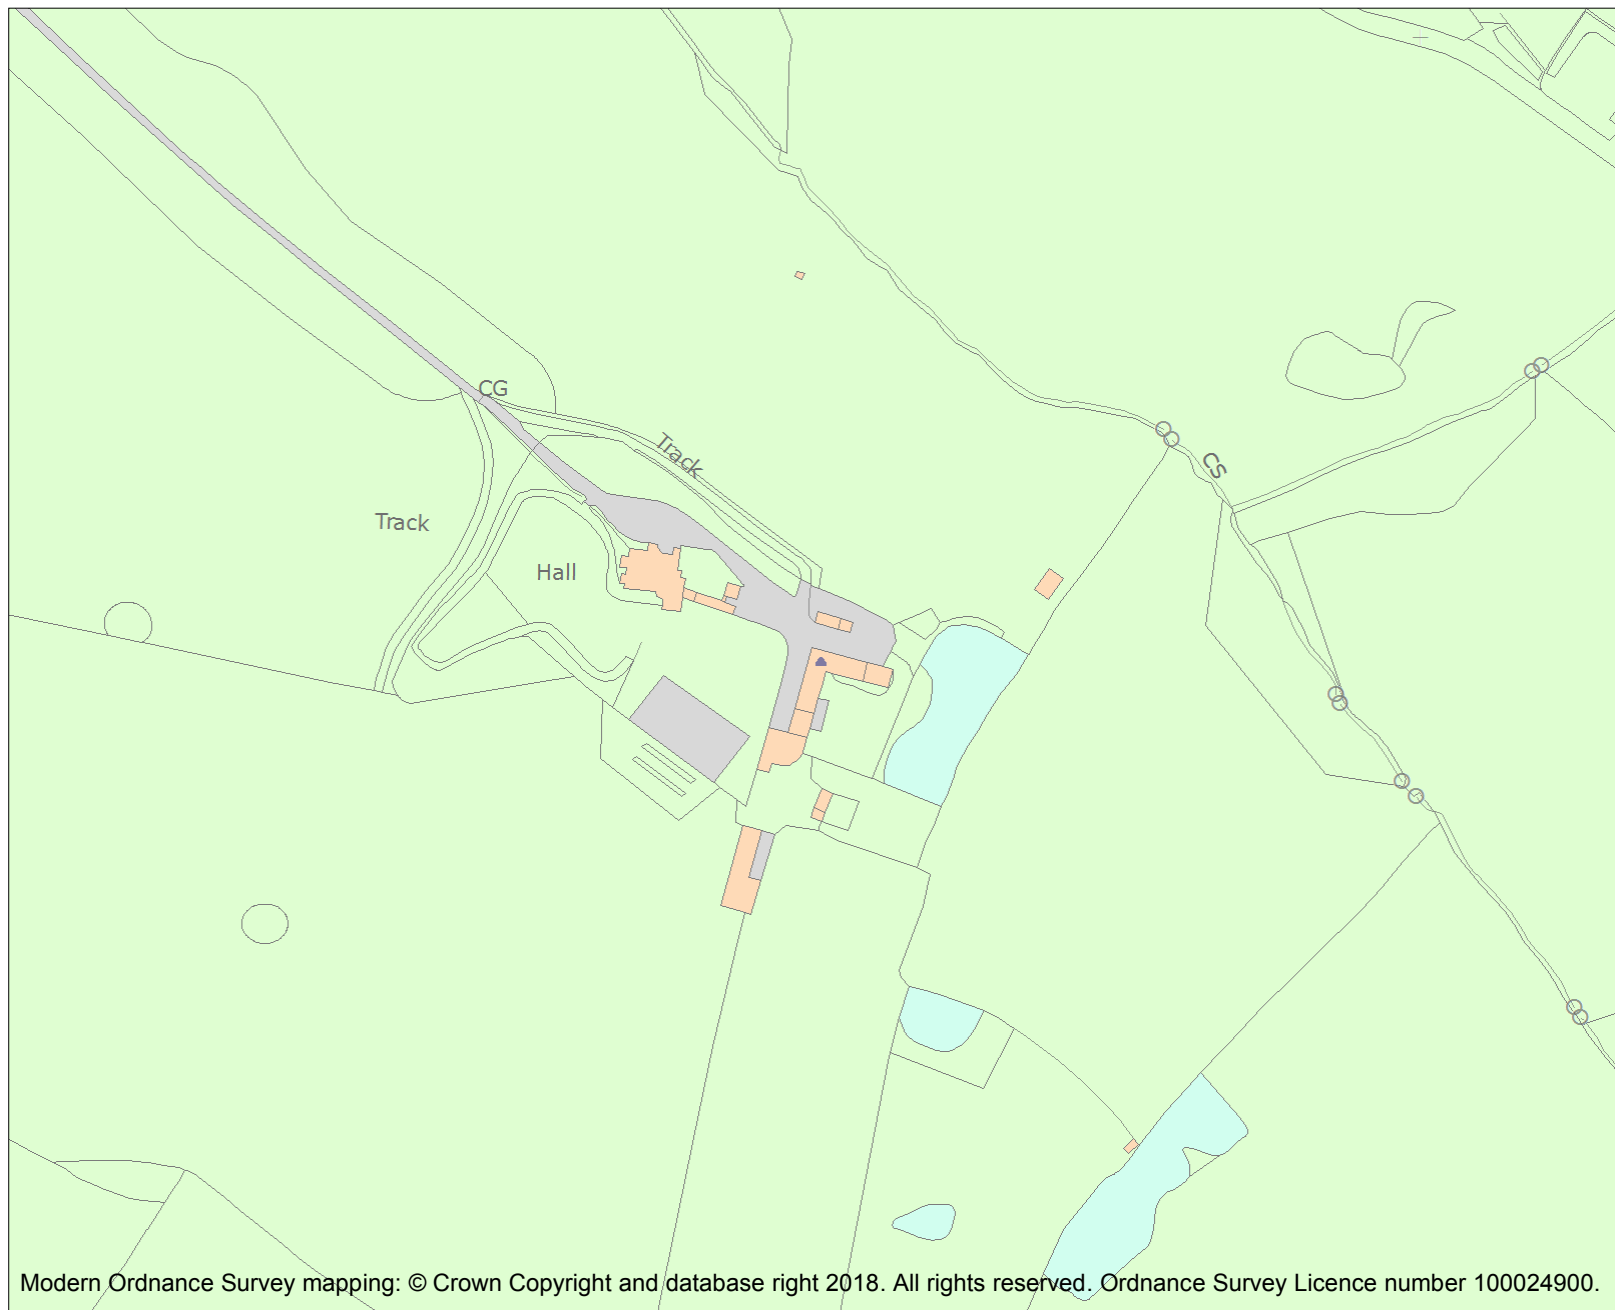 CG
Track
CS
Track
Hall
Modern Ordnance Survey mapping: © Crown Copyright and database right 2018. All rights reserved. Ordnance Survey Licence number 100024900.